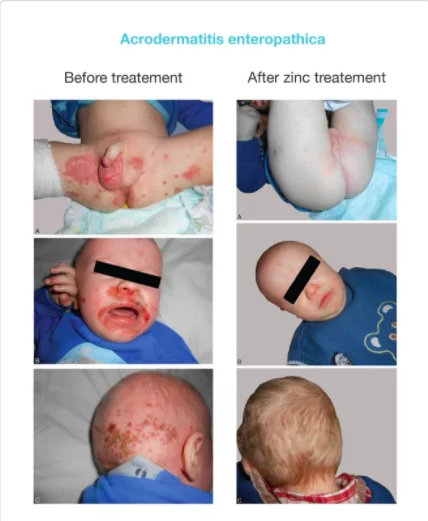 Acrodermatitis enteropathica
Before treatement
After zinc treatement
A
A
B
B
C
C